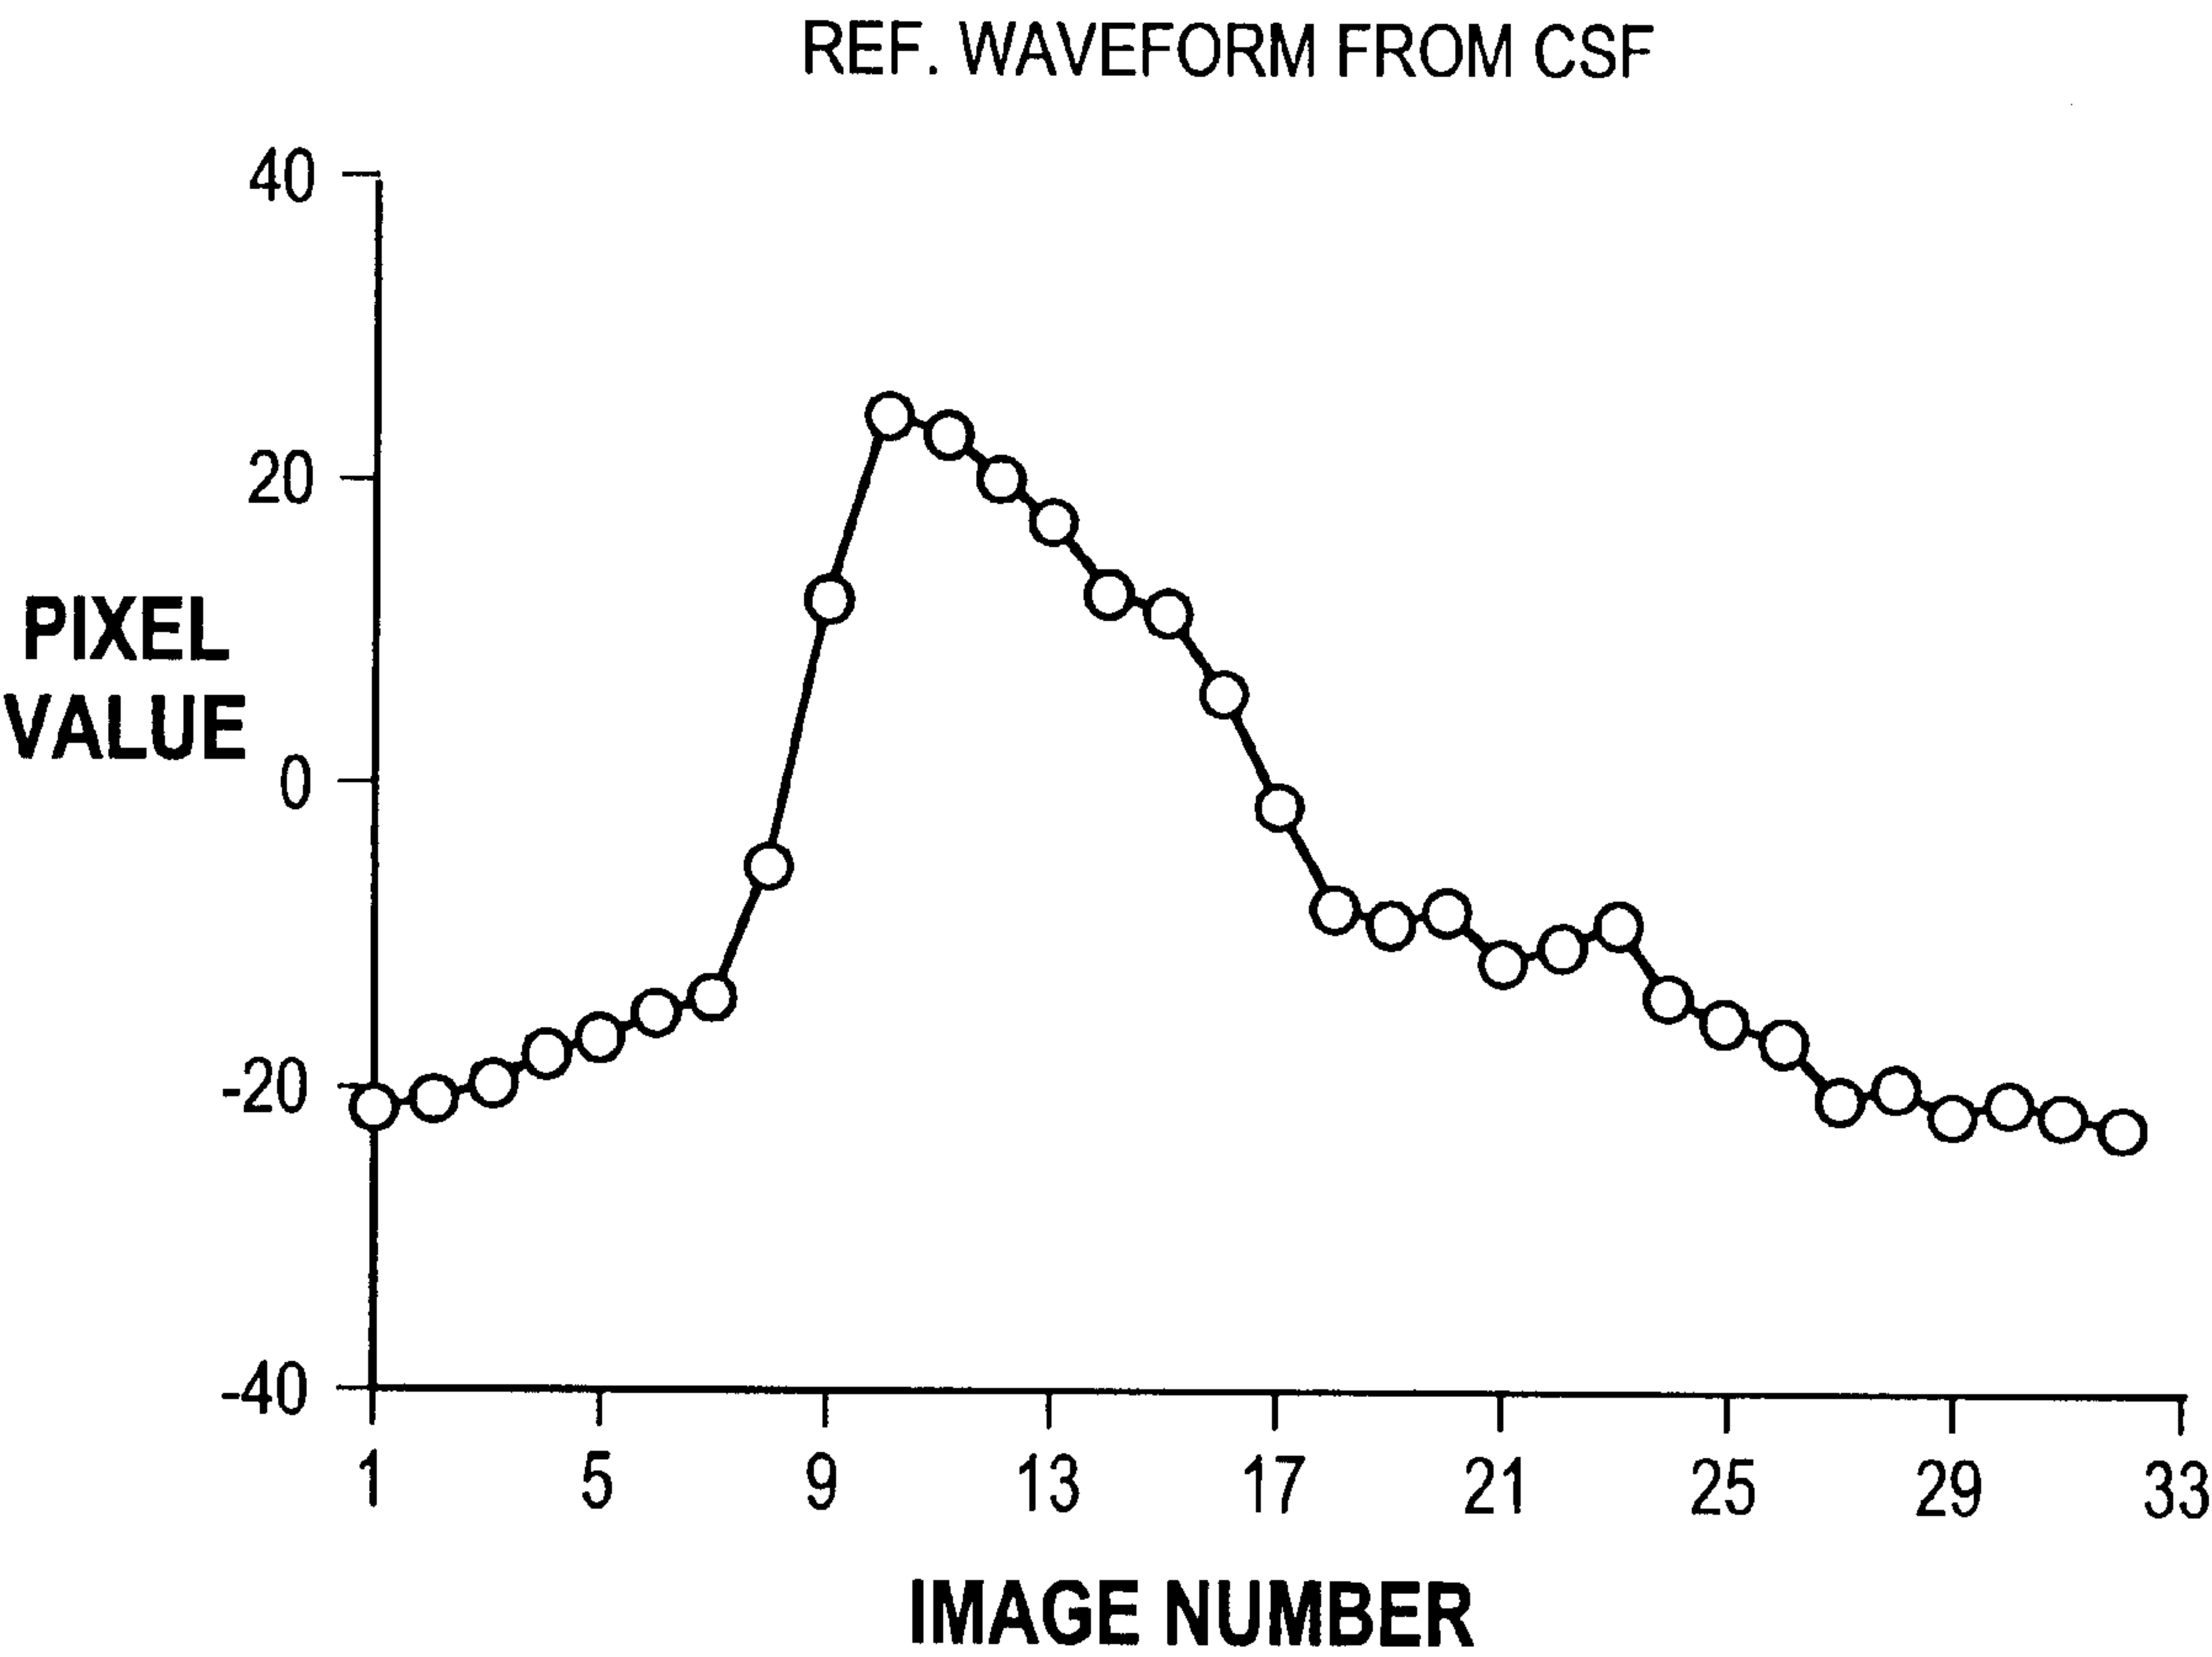 REF. WAVEFORM FROM CSF
40
20
PIXEL
VALUE
0
-20
-40
1 5 9 13 17 21 25 29 33
IMAGE NUMBER